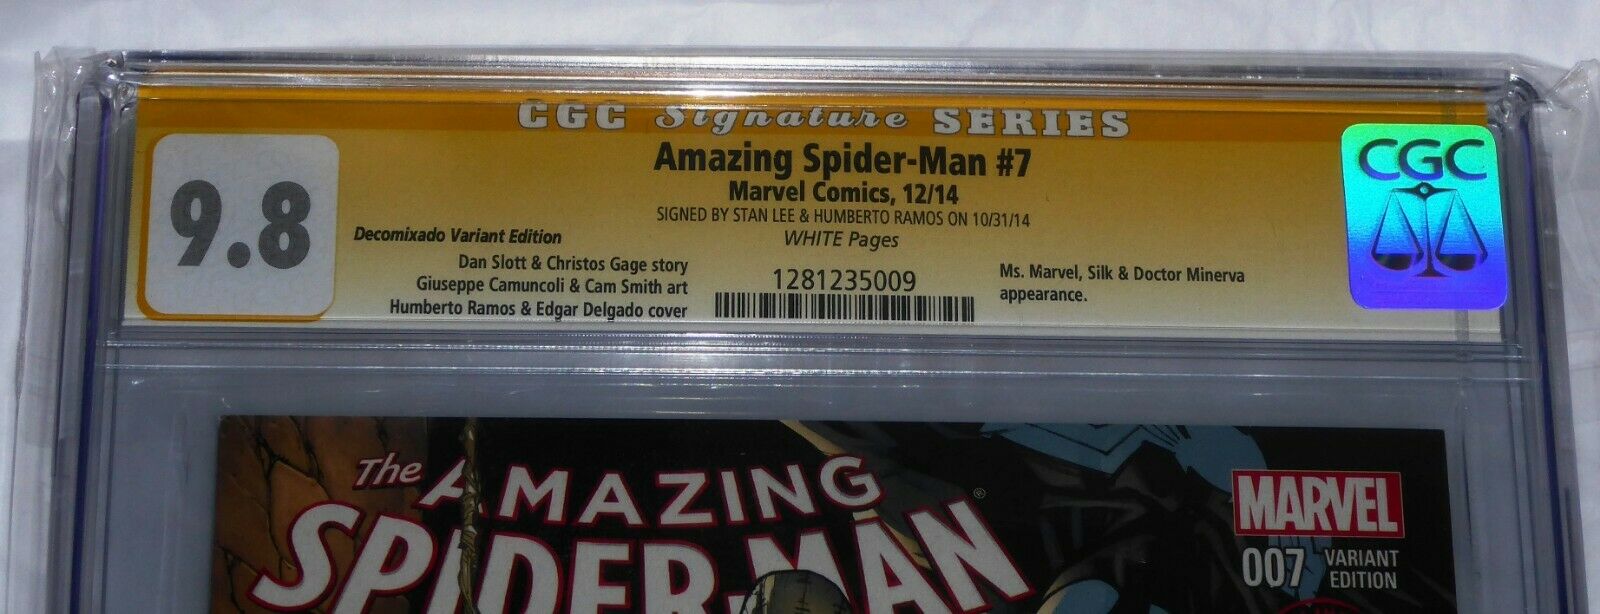 CGC Signature SERIES
9.8
Amazing Spider-Man #7
Marvel Comics, 12/14
SIGNED BY STAN LEE & HUMBERTO RAMOS ON 10/31/14
WHITE Pages
Decomixado Variant Edition
Dan Slott & Christos Gage story
Giuseppe Camuncoli & Cam Smith art
Humberto Ramos & Edgar Delgado cover
1281235009
Ms. Marvel, Silk & Doctor Minerva
appearance.
CGC
The AMAZING
SPIDER-MAN
®
MARVEL
007 VARIANT
EDITION